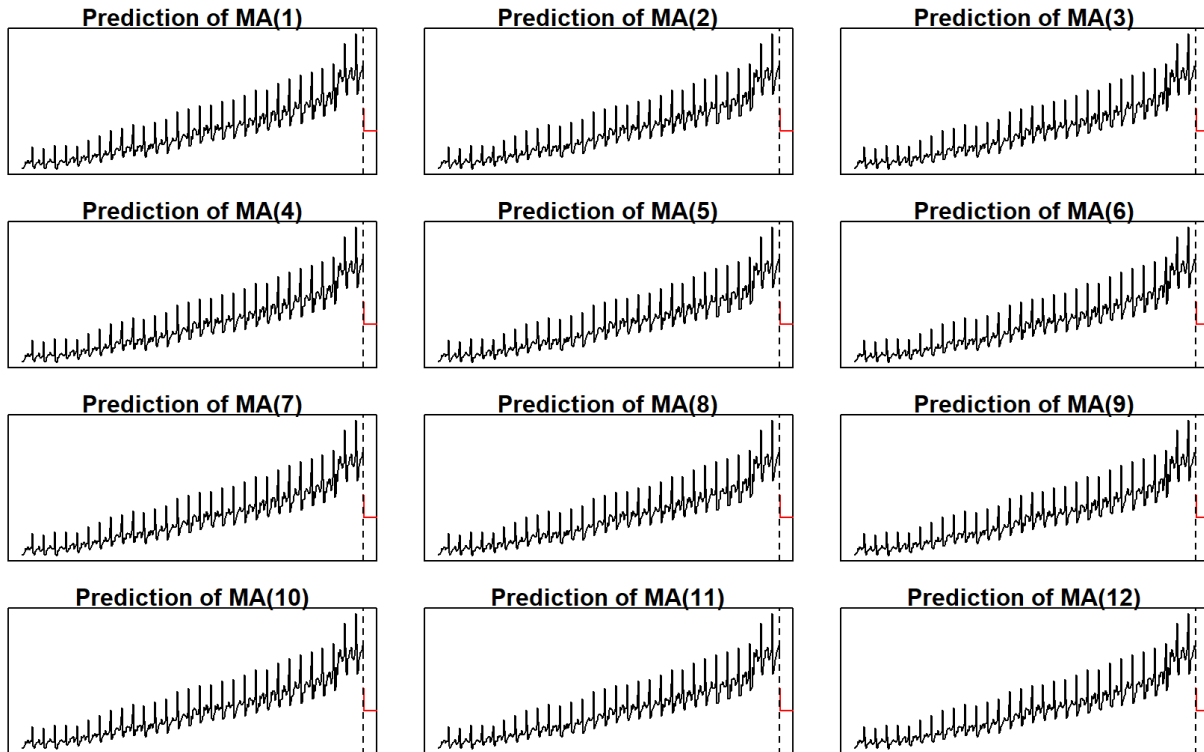 Prediction of MA(1)
Prediction of MA(2)
Prediction of MA(3)
Prediction of MA(4)
Prediction of MA(5)
Prediction of MA(6)
Prediction of MA(7)
Prediction of MA(8)
Prediction of MA(9)
Prediction of MA(10)
Prediction of MA(11)
Prediction of MA(12)